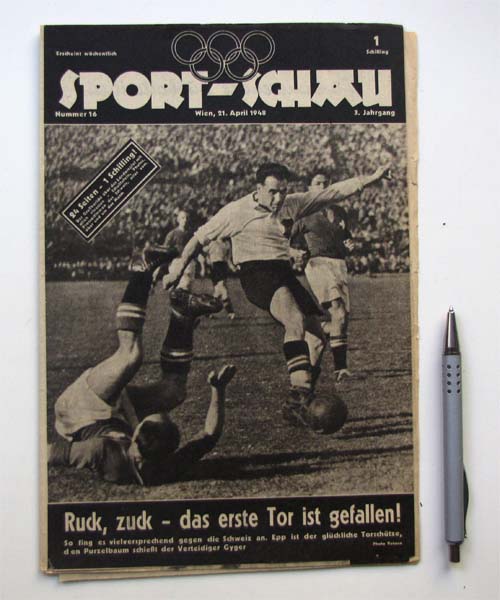 Erscheint wöchentlich
1
Schilling
SPORT-SCHAU
Nummer 16
Wien, 21. April 1948
3. Jahrgang
24 Seiten - 1 Schilling!
Ruck, zuck - das erste Tor ist gefallen!
So fing es vielversprechend gegen die Schweiz an. Epp ist der glückliche Torschütze,
den Purzelbaum schießt der Verteidiger Gyger